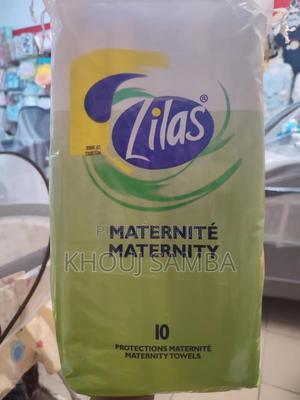 Zilas®
MATERNITÉ
MATERNITY
KHOUJ SAMBA
10
PROTECTIONS MATERNITÉ
MATERNITY TOWELS